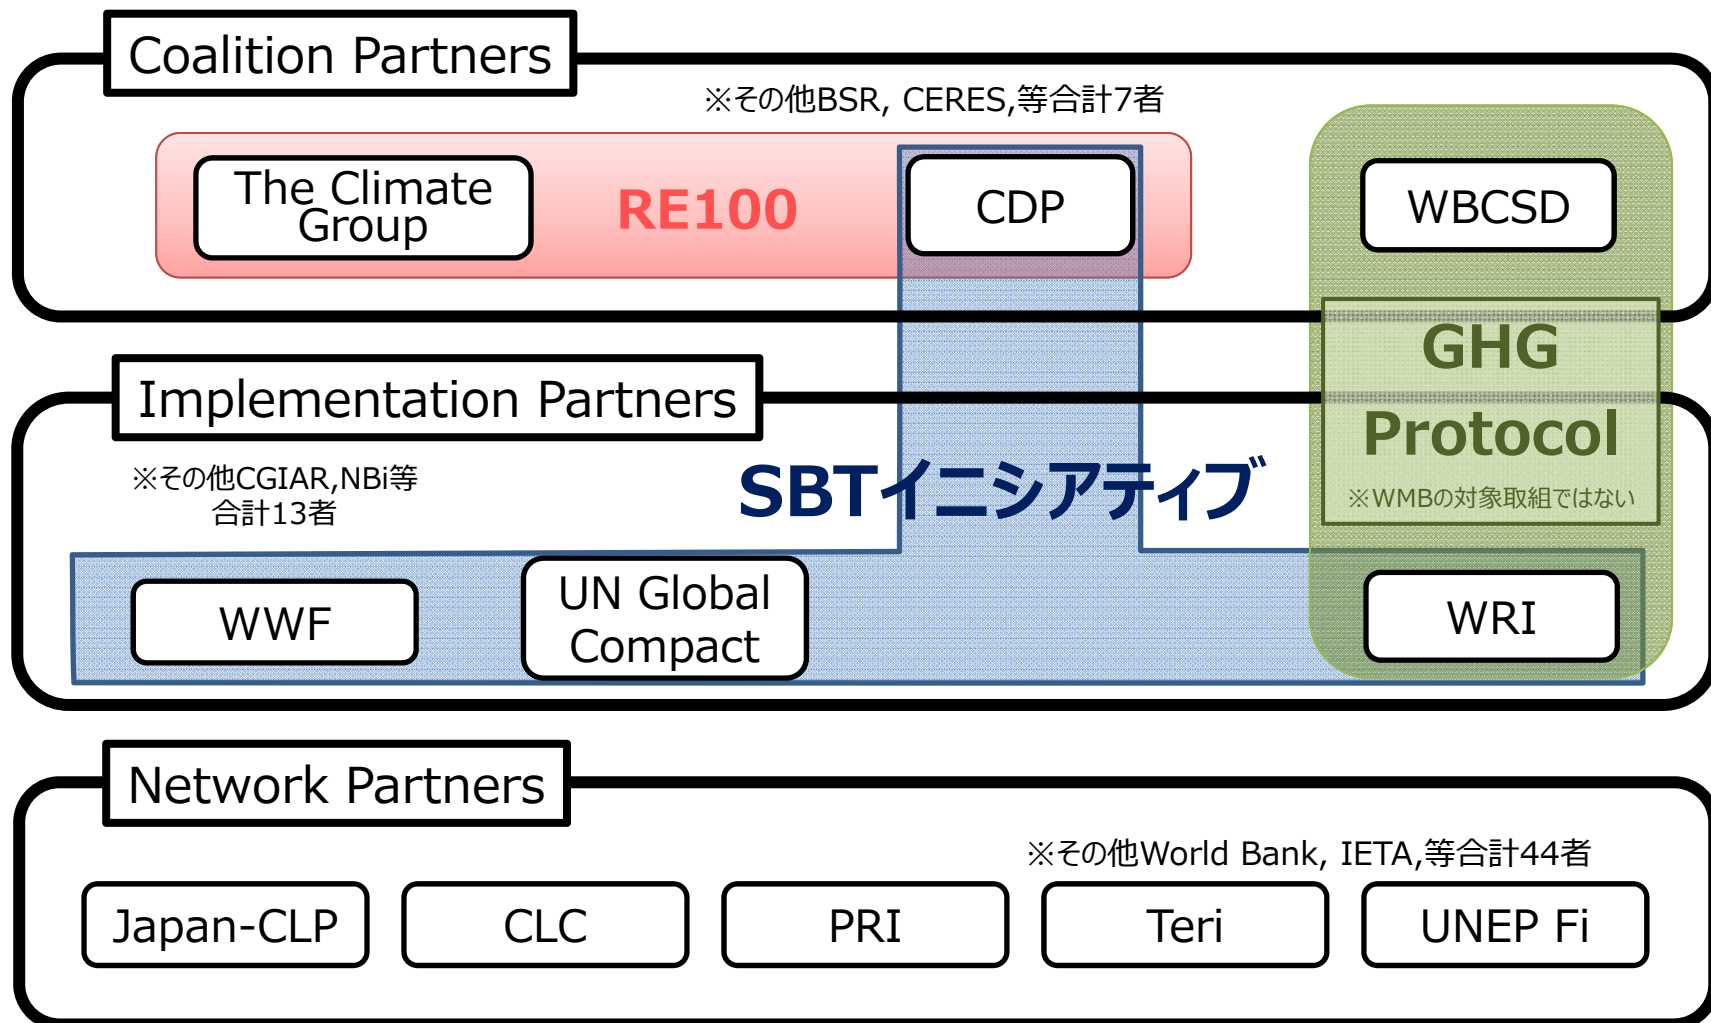 Coalition Partners
※その他BSR, CERES,等合計7者
The Climate
Group
RE100
CDP
WBCSD
GHG
Protocol
※WMBの対象取組ではない
Implementation Partners
※その他CGIAR,NBi等
合計13者
SBTイニシアティブ
WWF
UN Global
Compact
WRI
Network Partners
※その他World Bank, IETA,等合計44者
Japan-CLP
CLC
PRI
Teri
UNEP Fi